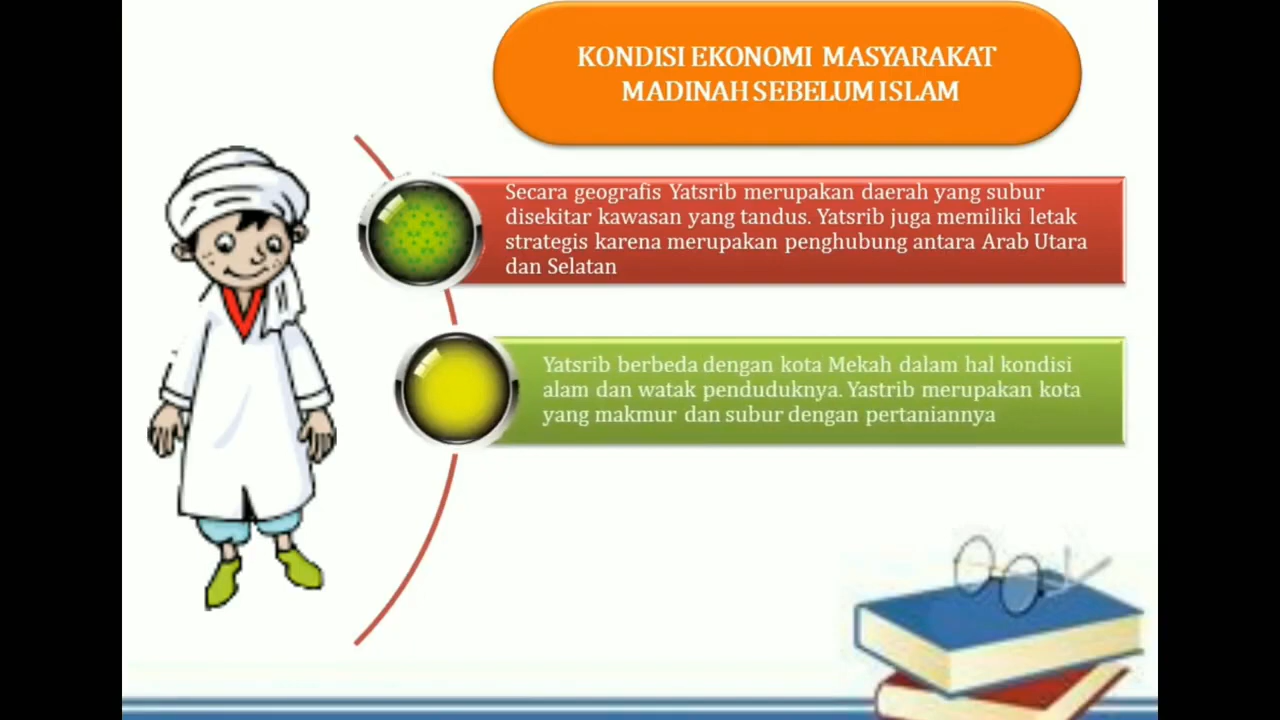 KONDISI EKONOMI MASYARAKAT
MADINAH SEBELUM ISLAM
Secara geografis Yatsrib merupakan daerah yang subur
disekitar kawasan yang tandus. Yatsrib juga memiliki letak
strategis karena merupakan penghubung antara Arab Utara
dan Selatan
Yatsrib berbeda dengan kota Mekah dalam hal kondisi
alam dan watak penduduknya. Yastrib merupakan kota
yang makmur dan subur dengan pertaniannya